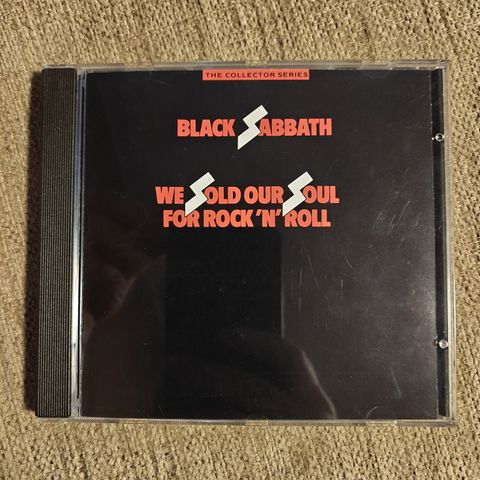 THE COLLECTOR SERIES
BLACK SABBATH
WE SOLD OUR SOUL
FOR ROCK 'N' ROLL